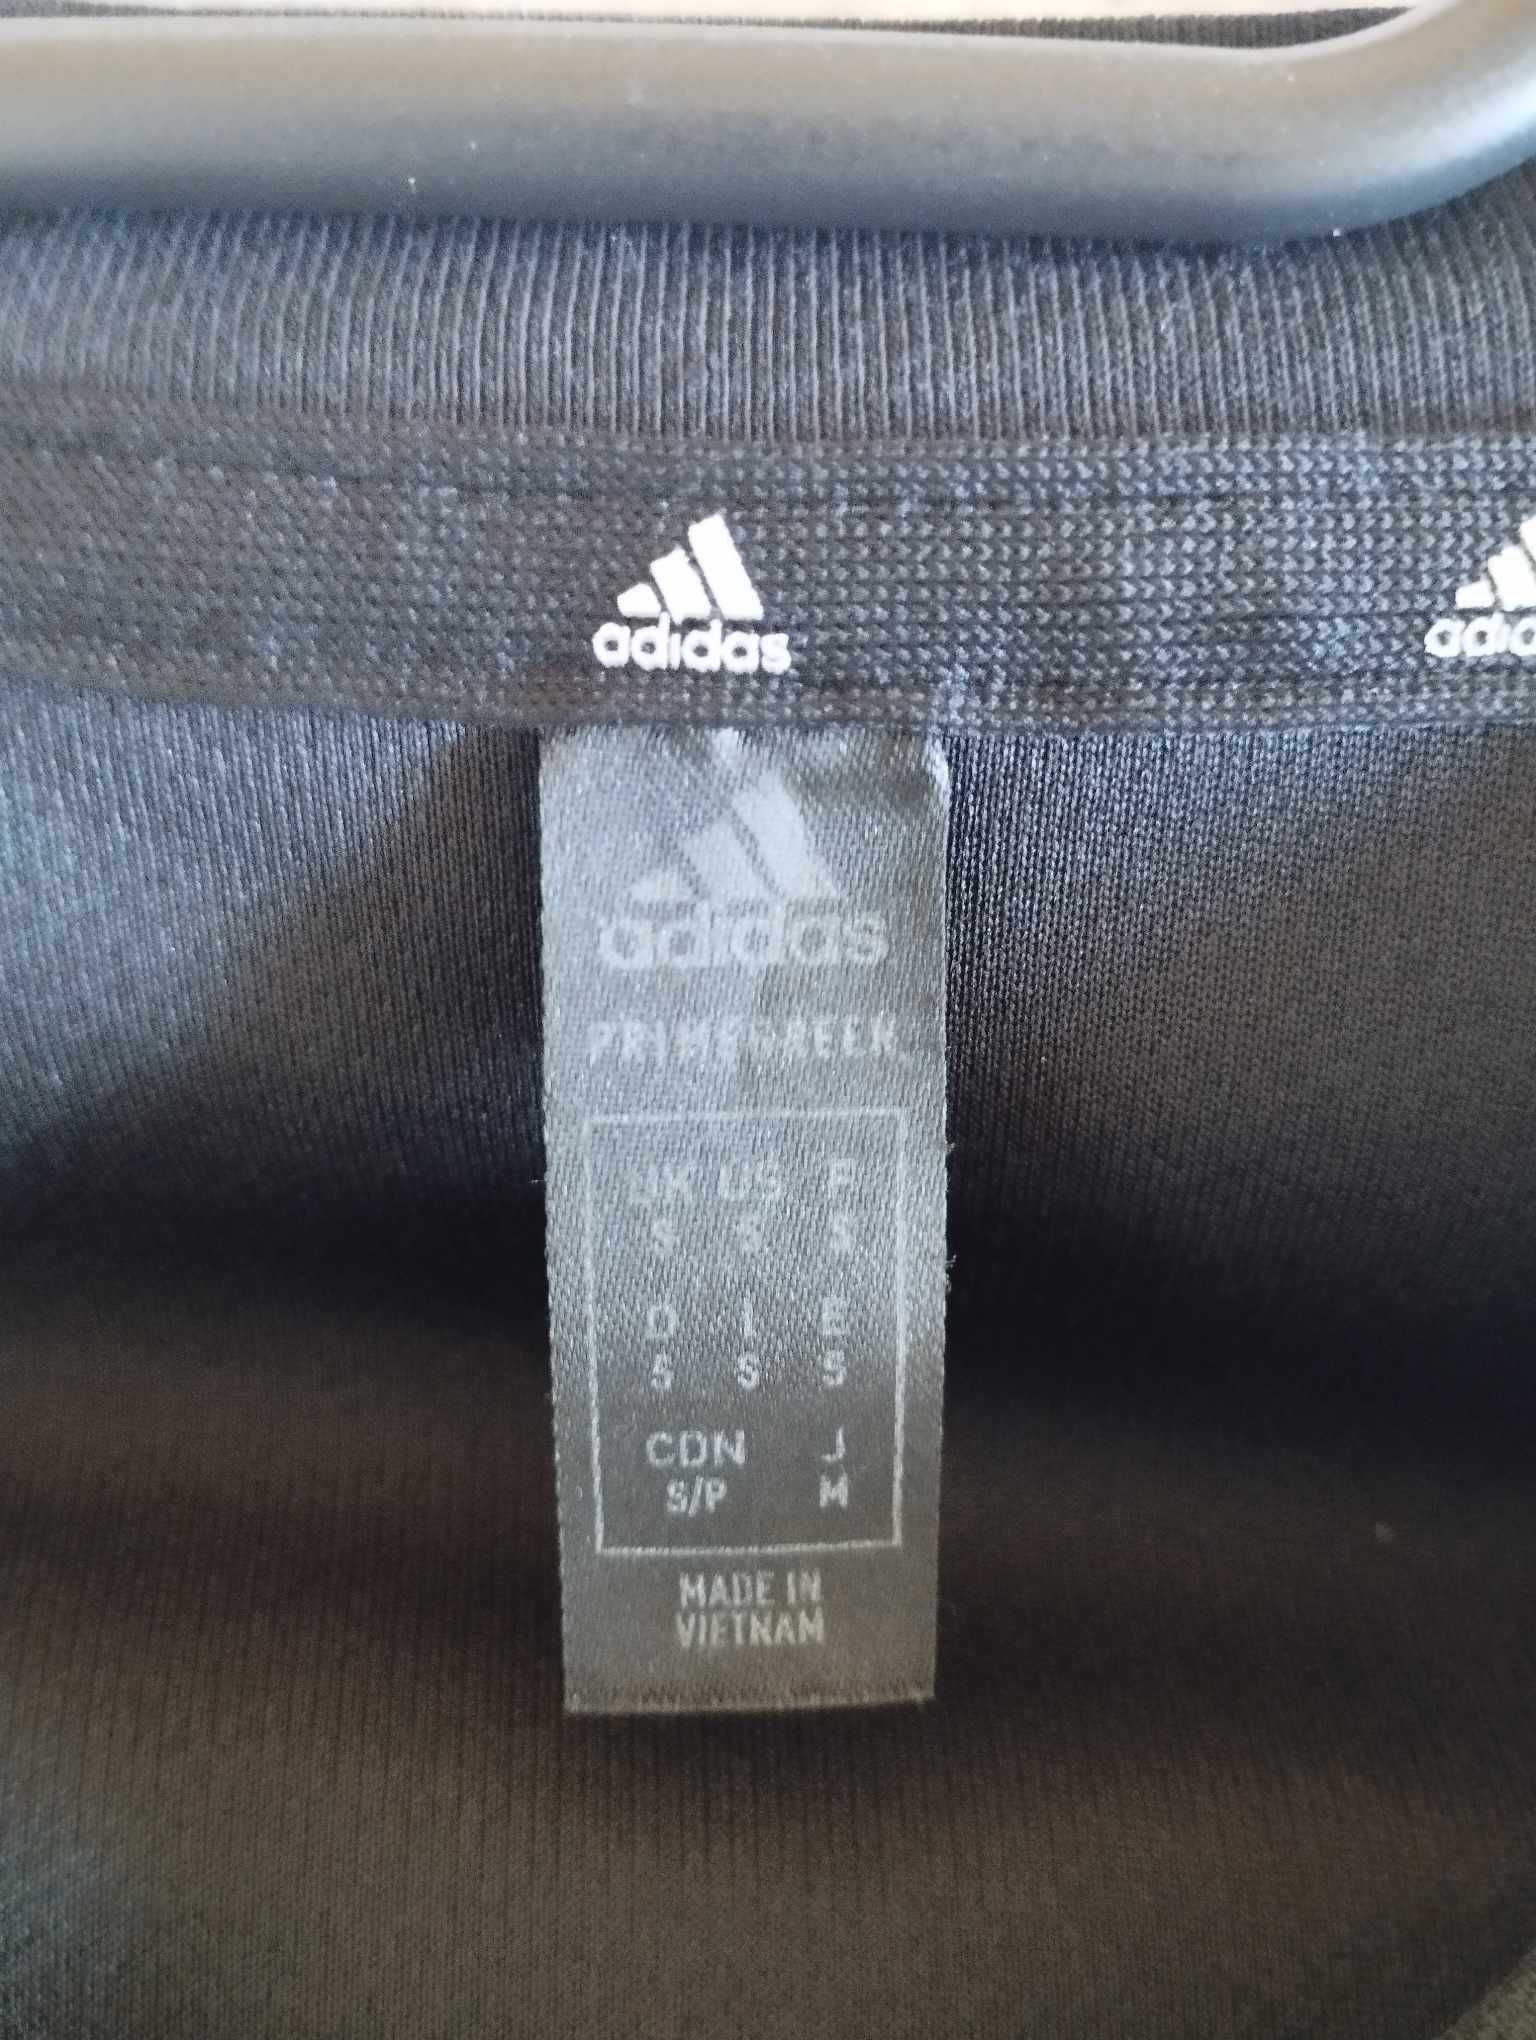 adidas
adidas
adidas
PRIMEGREEN
UK US F
S S S
D I E
S S S
CDN J
S/P M
MADE IN
VIETNAM